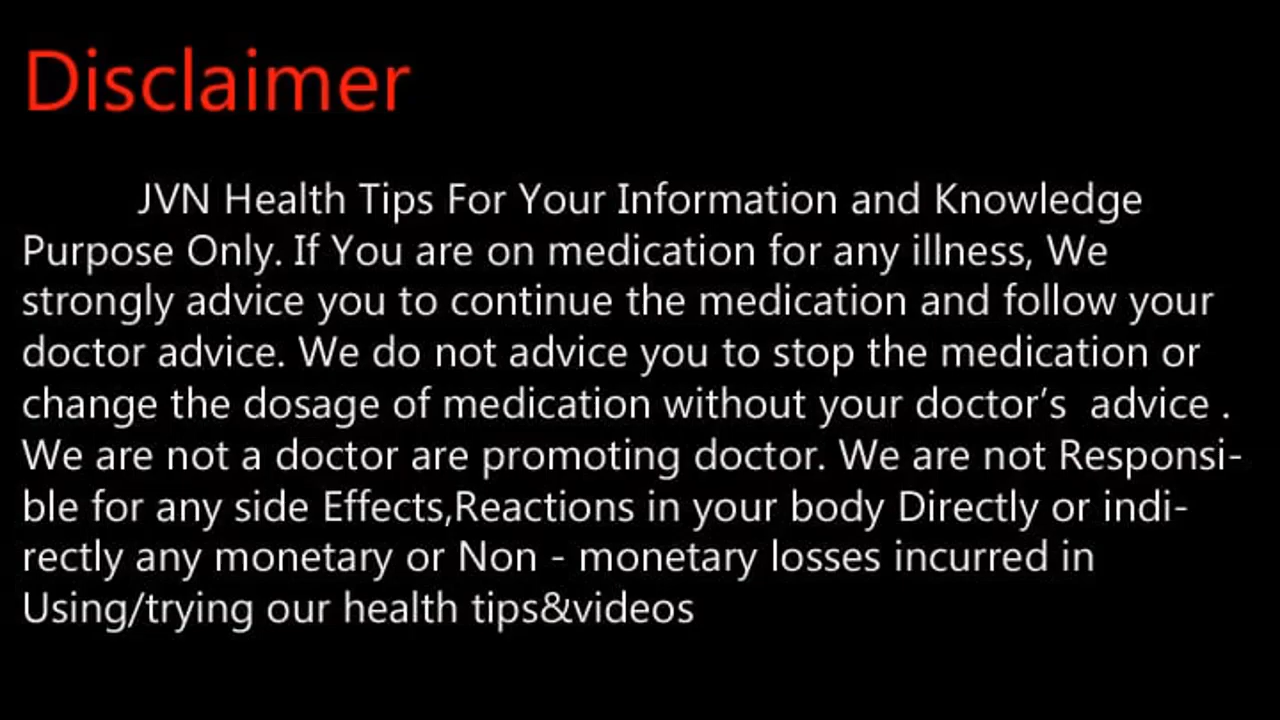 Disclaimer
JVN Health Tips For Your Information and Knowledge
Purpose Only. If You are on medication for any illness, We
strongly advice you to continue the medication and follow your
doctor advice. We do not advice you to stop the medication or
change the dosage of medication without your doctor’s  advice .
We are not a doctor are promoting doctor. We are not Responsi-
ble for any side Effects,Reactions in your body Directly or indi-
rectly any monetary or Non - monetary losses incurred in
Using/trying our health tips&videos